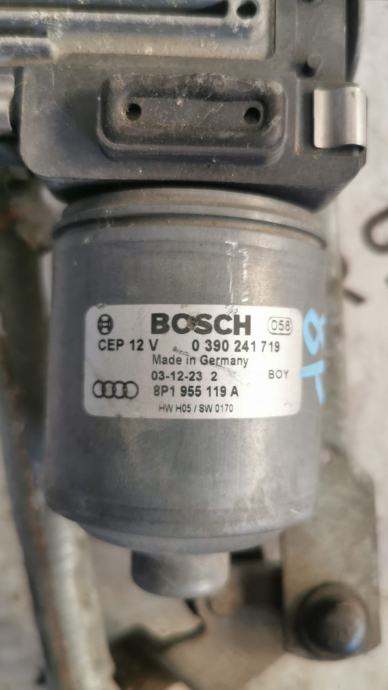 BOSCH 058
CEP 12 V 0 390 241 719
Made in Germany
03-12-23 2 BOY
8P1 955 119 A
HW H05 / SW 0170